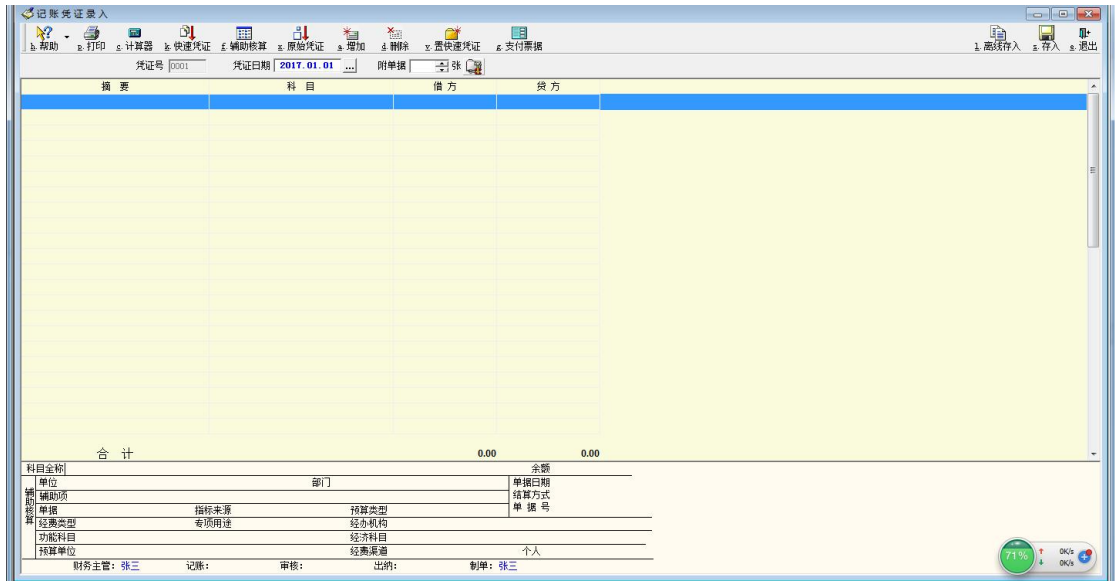 记账凭证录入
h.帮助 p.打印 c.计算器 k.快速凭证 f.辅助核算 z.原始凭证 a.增加 d.删除 v.置快速凭证 g.支付票据 l.离线存入 s.存入 e.退出
凭证号 0001 凭证日期 2017.01.01 ... 附单据 张
摘 要 科 目 借 方 贷 方
合 计 0.00 0.00
科目全称 余额
辅助核算
单位 部门 单据日期
辅助项 结算方式
单据 指标来源 预算类型 单 据 号
经费类型 专项用途 经办机构
功能科目 经济科目
预算单位 经费渠道 个人
财务主管: 张三 记账: 审核: 出纳: 制单: 张三
71% 0K/s
0K/s